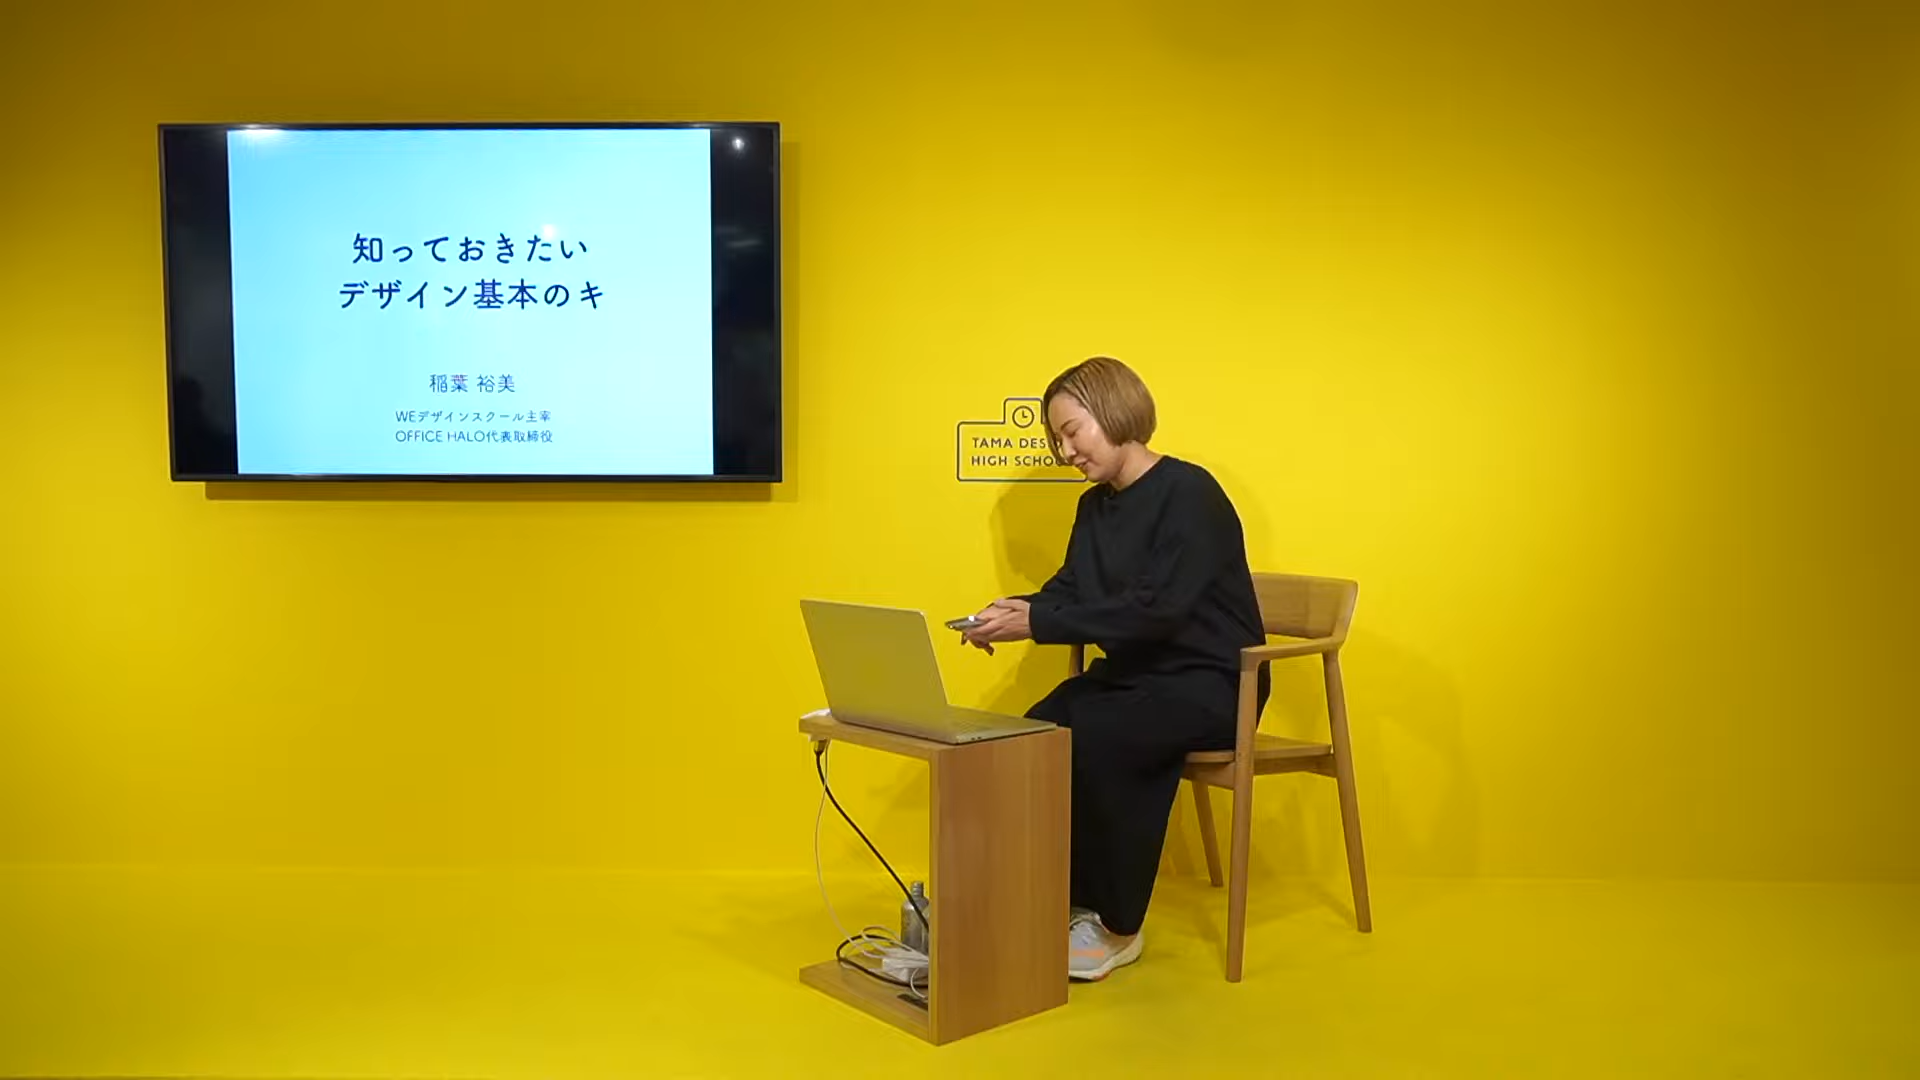 知っておきたい
デザイン基本のキ
稲葉 裕美
WEデザインスクール主宰
OFFICE HALO代表取締役
TAMA DES
HIGH SCHOO